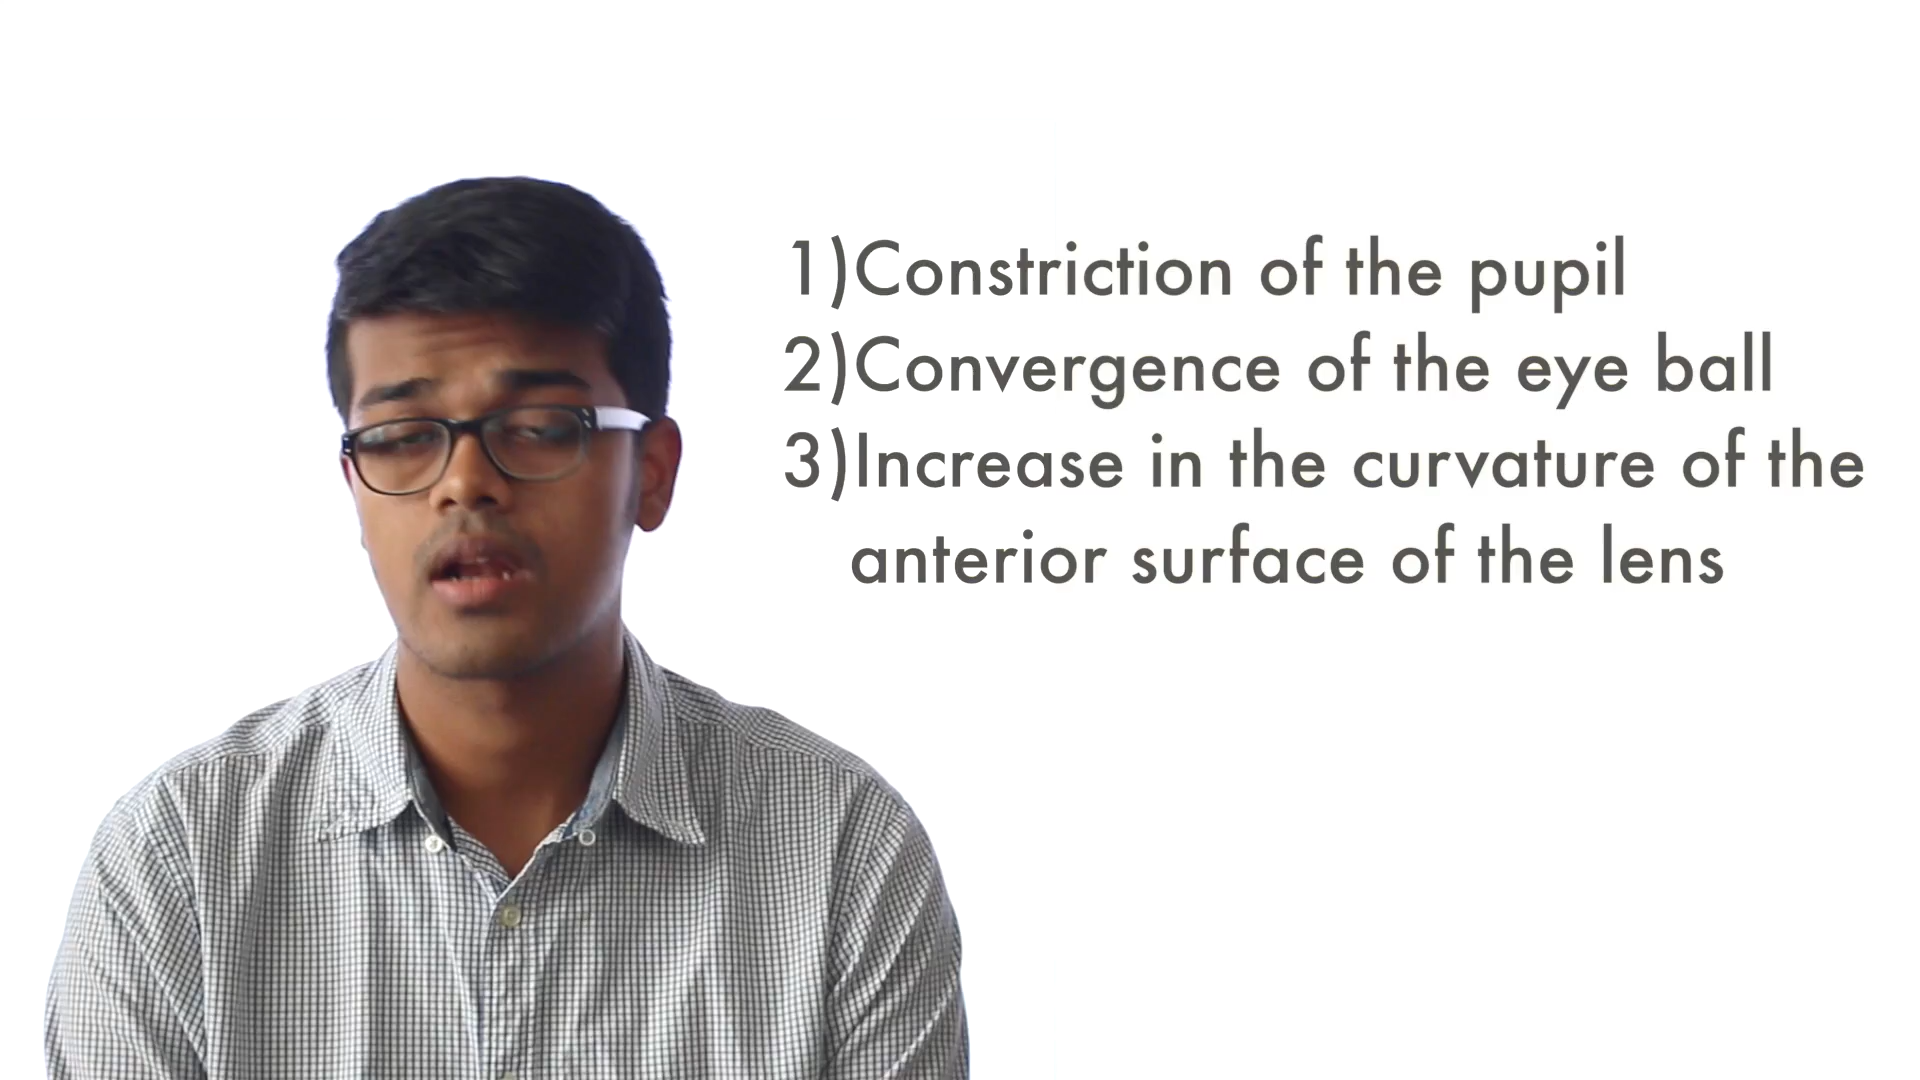 1)Constriction of the pupil
2)Convergence of the eye ball
3)Increase in the curvature of the
anterior surface of the lens